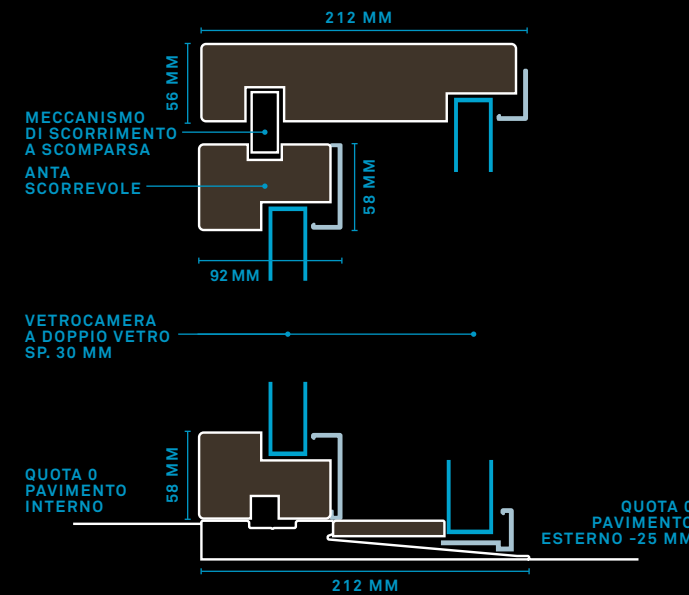 212 MM
56 MM
MECCANISMO
DI SCORRIMENTO
A SCOMPARSA
ANTA
SCORREVOLE
58 MM
92 MM
VETROCAMERA
A DOPPIO VETRO
SP. 30 MM
58 MM
QUOTA 0
PAVIMENTO
INTERNO
QUOTA 0
PAVIMENTO
ESTERNO -25 MM
212 MM